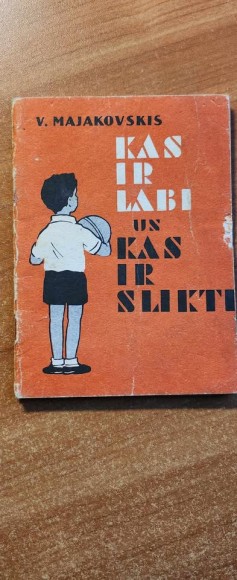 V. MAJAKOVSKIS
KAS
IR
LABI
UN
KAS
IR
SLIKTI